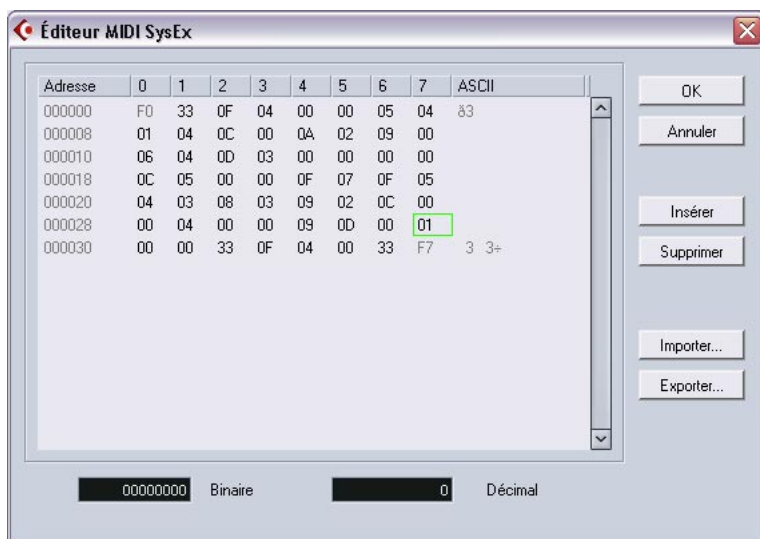 Éditeur MIDI SysEx
Adresse 0 1 2 3 4 5 6 7 ASCII
000000 F0 33 0F 04 00 00 05 04 ð3
000008 01 04 0C 00 0A 02 09 00
000010 06 04 0D 03 00 00 00 00
000018 0C 05 00 00 0F 07 0F 05
000020 04 03 08 03 09 02 0C 00
000028 00 04 00 00 09 0D 00 01
000030 00 00 33 0F 04 00 33 F7 3 3÷
OK
Annuler
Insérer
Supprimer
Importer...
Exporter...
00000000 Binaire 0 Décimal